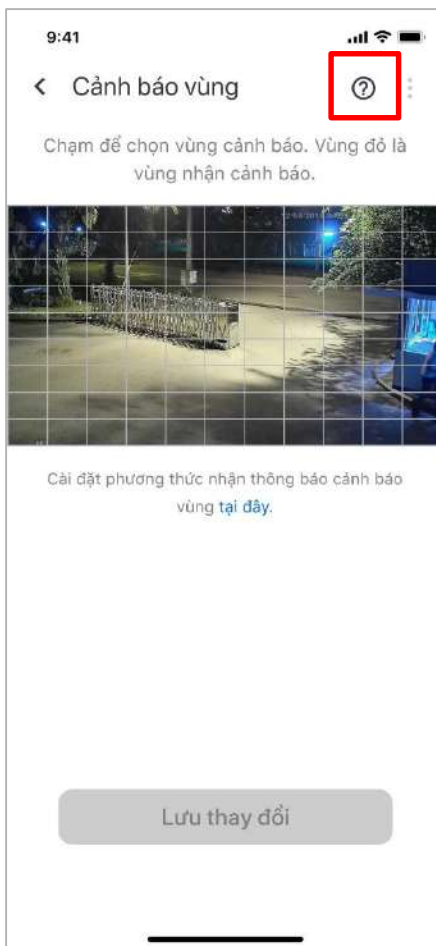 9:41
Cảnh báo vùng
Chạm để chọn vùng cảnh báo. Vùng đỏ là
vùng nhận cảnh báo.
Cài đặt phương thức nhận thông báo cảnh báo
vùng tại đây.
Lưu thay đổi